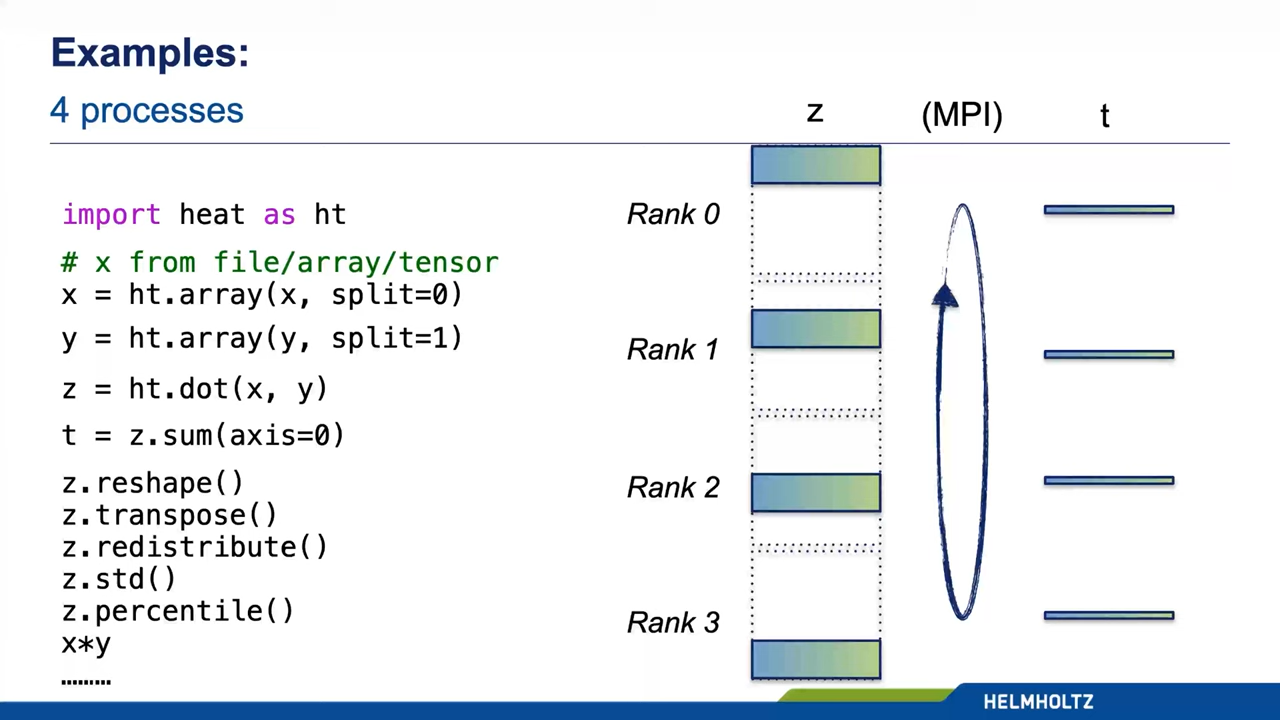 Examples:
4 processes
z
(MPI)
t
import heat as ht
# x from file/array/tensor
x = ht.array(x, split=0)
y = ht.array(y, split=1)
z = ht.dot(x, y)
t = z.sum(axis=0)
z.reshape()
z.transpose()
z.redistribute()
z.std()
z.percentile()
x*y
………
Rank 0
Rank 1
Rank 2
Rank 3
HELMHOLTZ